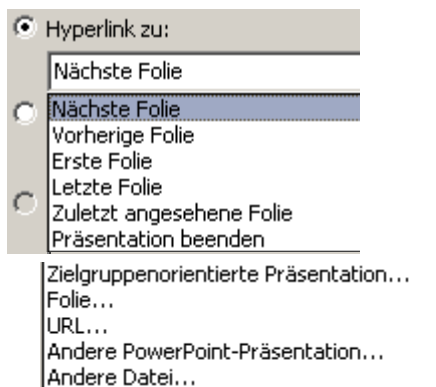 Hyperlink zu:
Nächste Folie
Nächste Folie
Vorherige Folie
Erste Folie
Letzte Folie
Zuletzt angesehene Folie
Präsentation beenden
Zielgruppenorientierte Präsentation...
Folie...
URL...
Andere PowerPoint-Präsentation...
Andere Datei...